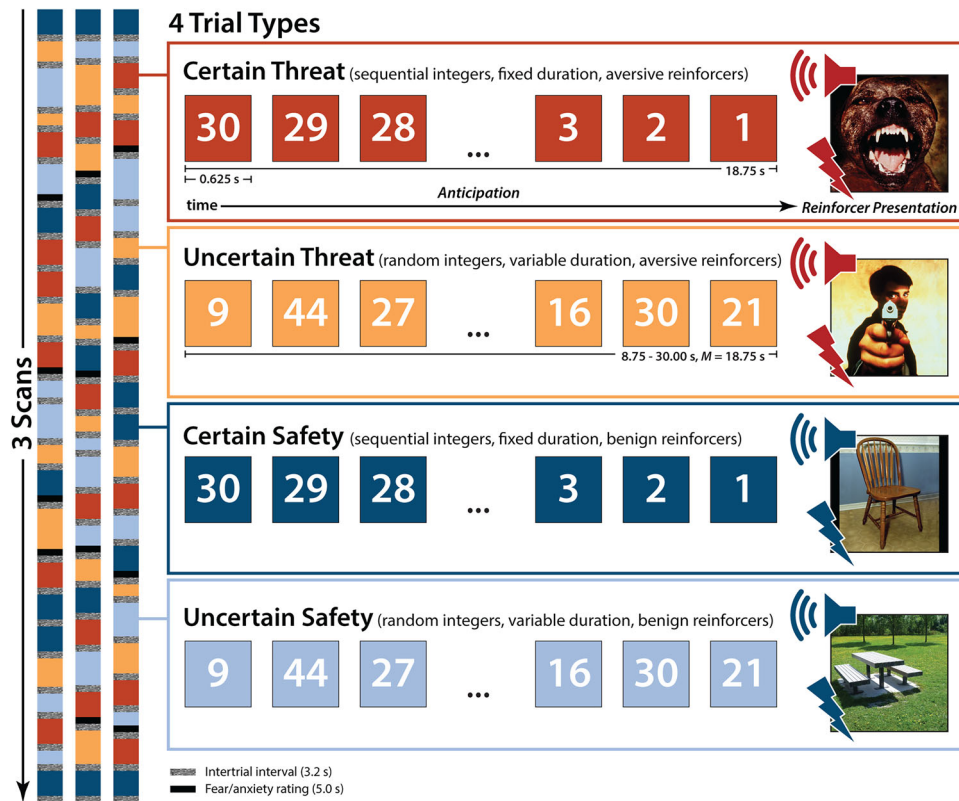 4 Trial Types
3 Scans
Certain Threat (sequential integers, fixed duration, aversive reinforcers)
30 29 28 ... 3 2 1
0.625 s 18.75 s
Anticipation
time Reinforcer Presentation
Uncertain Threat (random integers, variable duration, aversive reinforcers)
9 44 27 ... 16 30 21
8.75 - 30.00 s, M = 18.75 s
Certain Safety (sequential integers, fixed duration, benign reinforcers)
30 29 28 ... 3 2 1
Uncertain Safety (random integers, variable duration, benign reinforcers)
9 44 27 ... 16 30 21
Intertrial interval (3.2 s)
Fear/anxiety rating (5.0 s)